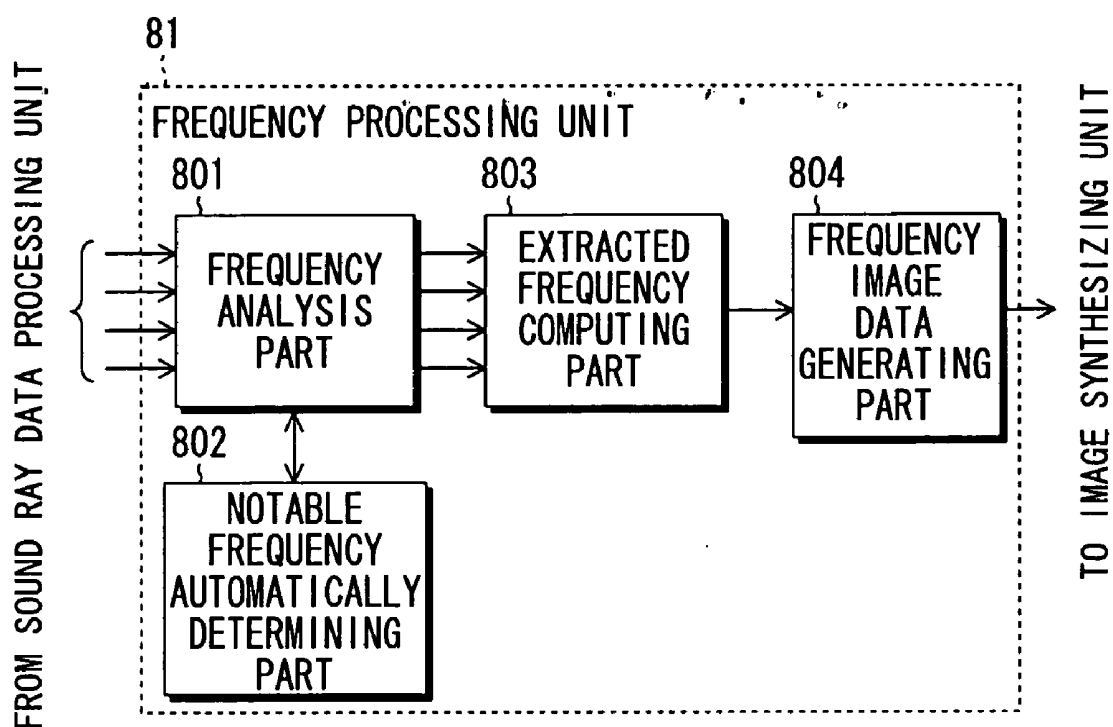 81
FROM SOUND RAY DATA PROCESSING UNIT
FREQUENCY PROCESSING UNIT
801
FREQUENCY
ANALYSIS
PART
802
NOTABLE
FREQUENCY
AUTOMATICALLY
DETERMINING
PART
803
EXTRACTED
FREQUENCY
COMPUTING
PART
804
FREQUENCY
IMAGE
DATA
GENERATING
PART
TO IMAGE SYNTHESIZING UNIT